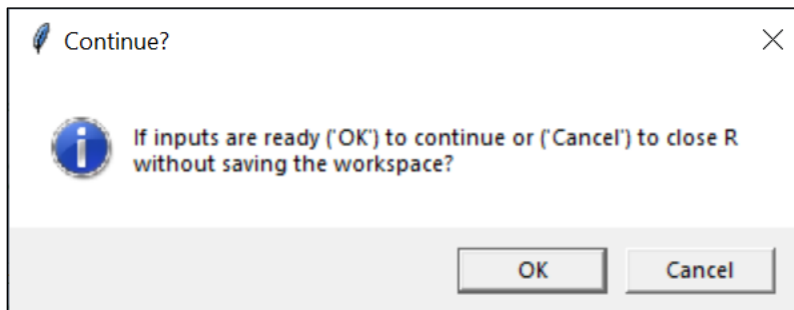 Continue?
If inputs are ready ('OK') to continue or ('Cancel') to close R
without saving the workspace?
OK Cancel